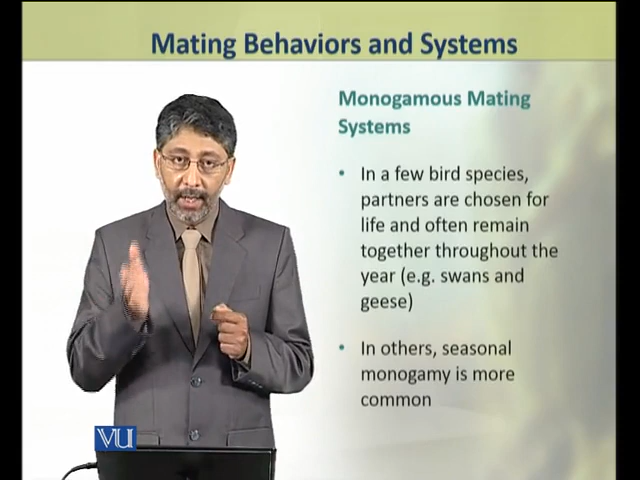 Mating Behaviors and Systems
Monogamous Mating
Systems
• In a few bird species,
partners are chosen for
life and often remain
together throughout the
year (e.g. swans and
geese)
• In others, seasonal
monogamy is more
common
VU